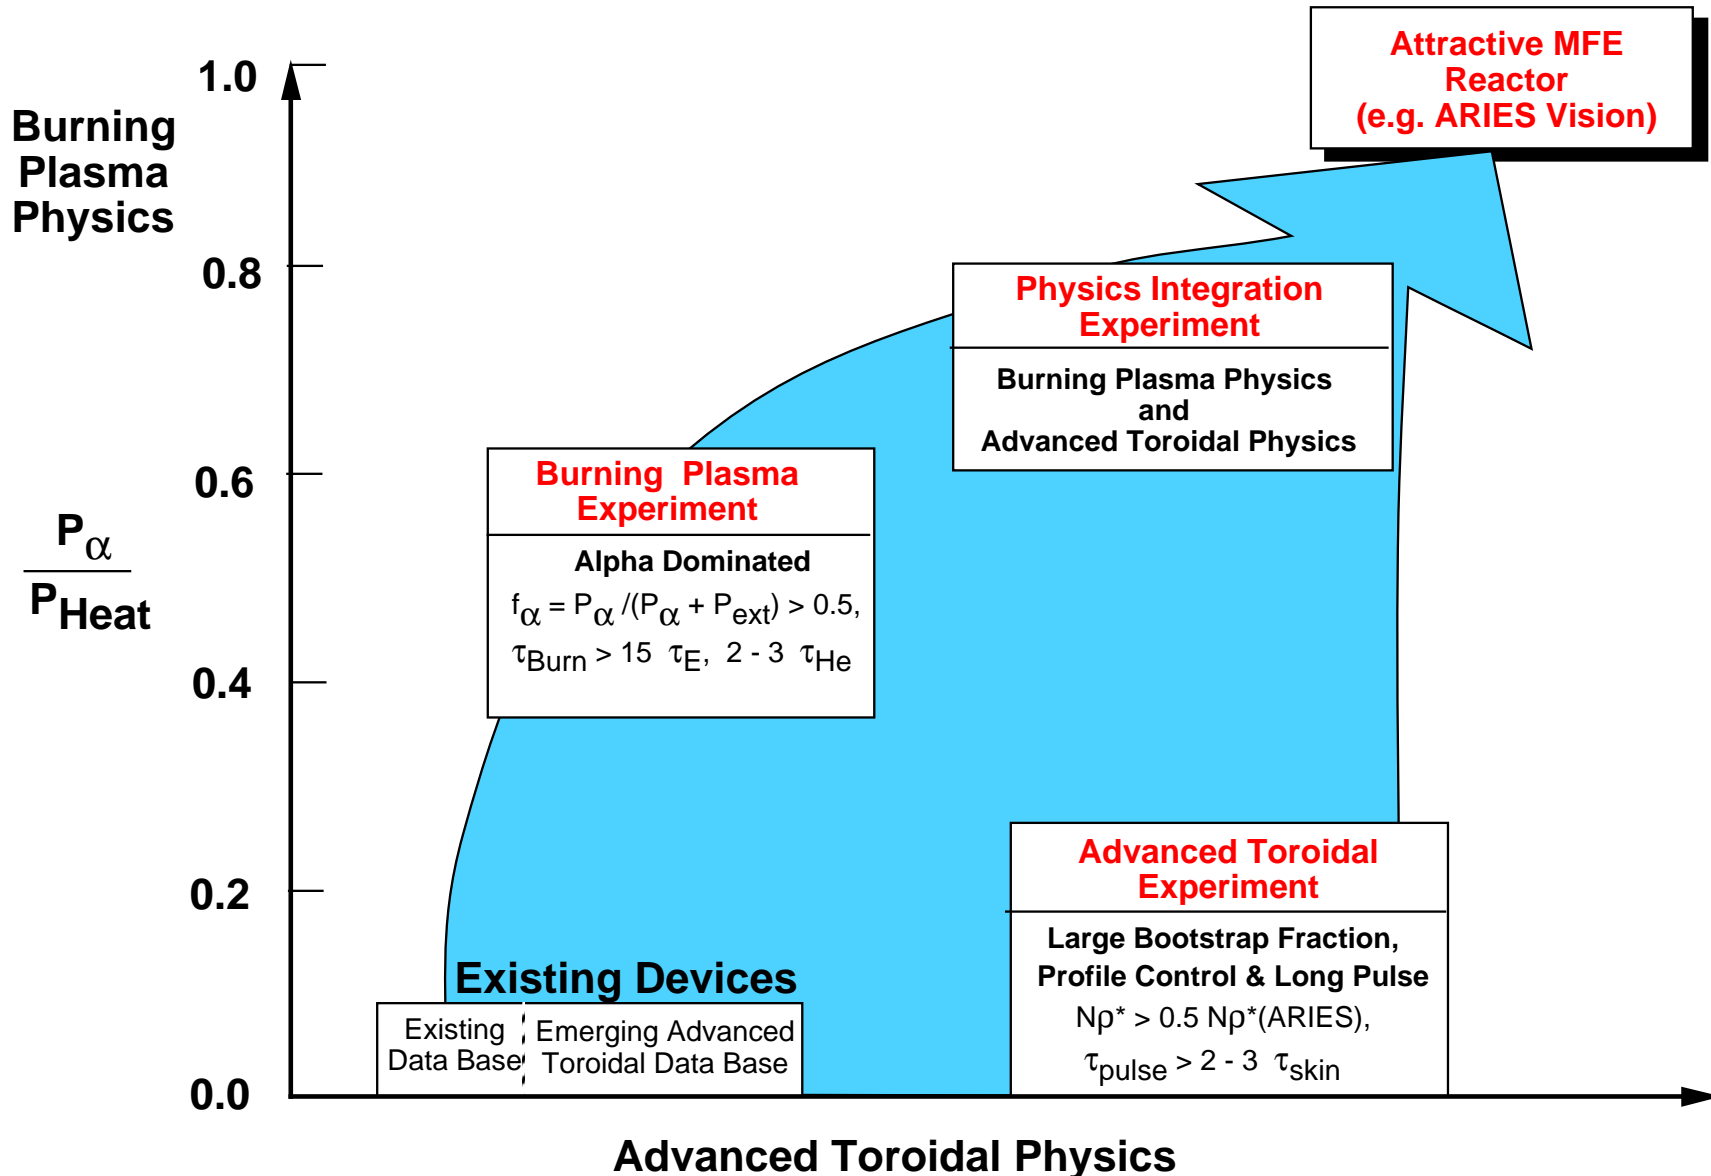 Attractive MFE
Reactor
(e.g. ARIES Vision)
1.0
Burning
Plasma
Physics
0.8
Physics Integration
Experiment
Burning Plasma Physics
and
Advanced Toroidal Physics
0.6
Burning Plasma
Experiment
Alpha Dominated
fα = Pα /(Pα + Pext) > 0.5,
τBurn > 15 τE, 2 - 3 τHe
Pα
PHeat
0.4
0.2
Advanced Toroidal
Experiment
Large Bootstrap Fraction,
Profile Control & Long Pulse
Nρ* > 0.5 Nρ*(ARIES),
τpulse > 2 - 3 τskin
Existing Devices
Existing
Data Base
Emerging Advanced
Toroidal Data Base
0.0
Advanced Toroidal Physics